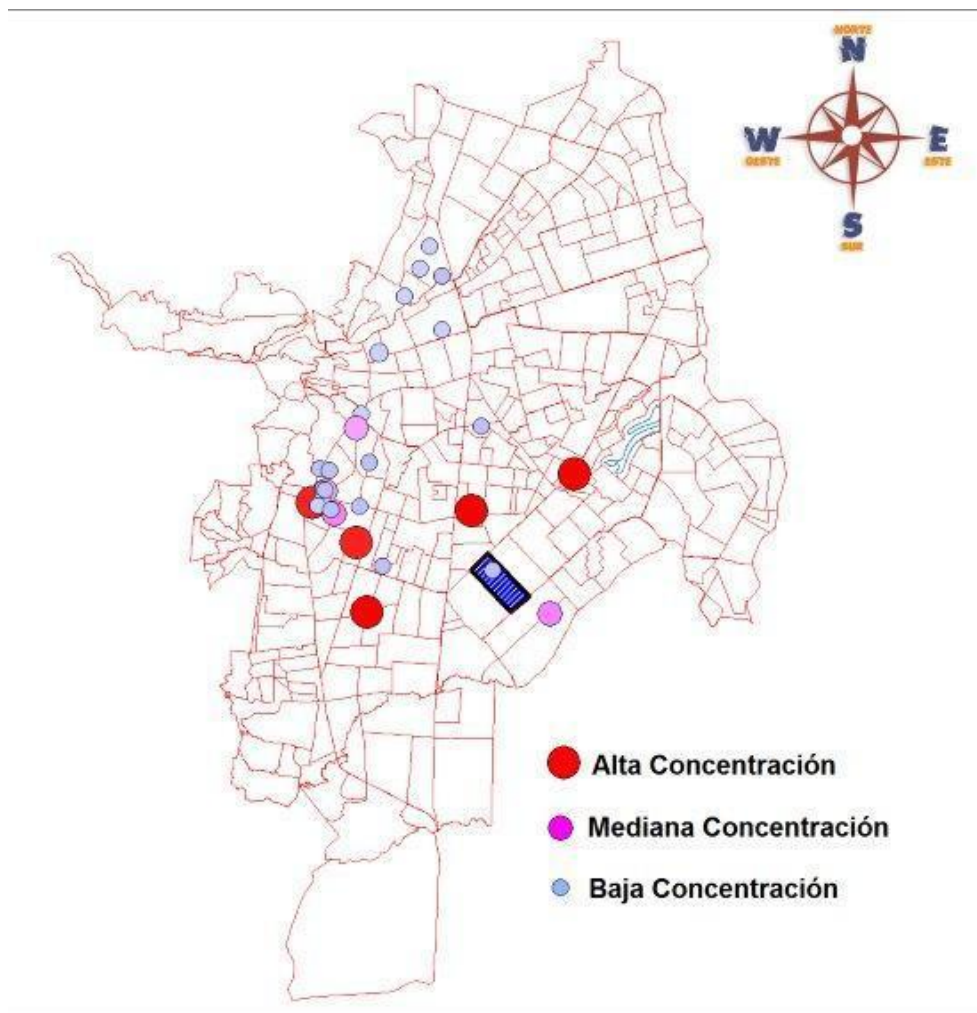 NORTE
N
W
E
OESTE
ESTE
S
SUR
Alta Concentración
Mediana Concentración
Baja Concentración